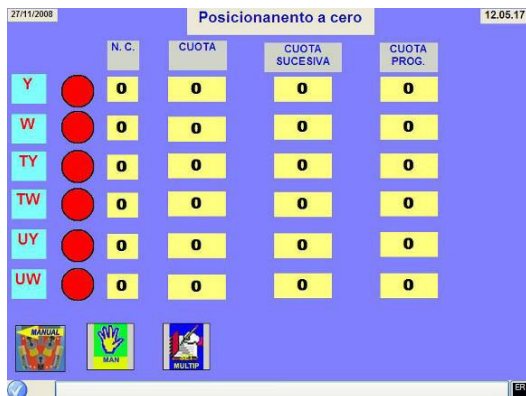 27/11/2008
Posicionanento a cero
12.05.17
N. C.
CUOTA
CUOTA
SUCESIVA
CUOTA
PROG.
Y 0 0 0 0
W 0 0 0 0
TY 0 0 0 0
TW 0 0 0 0
UY 0 0 0 0
UW 0 0 0 0
MANUAL
MAN
MULTIP
ER